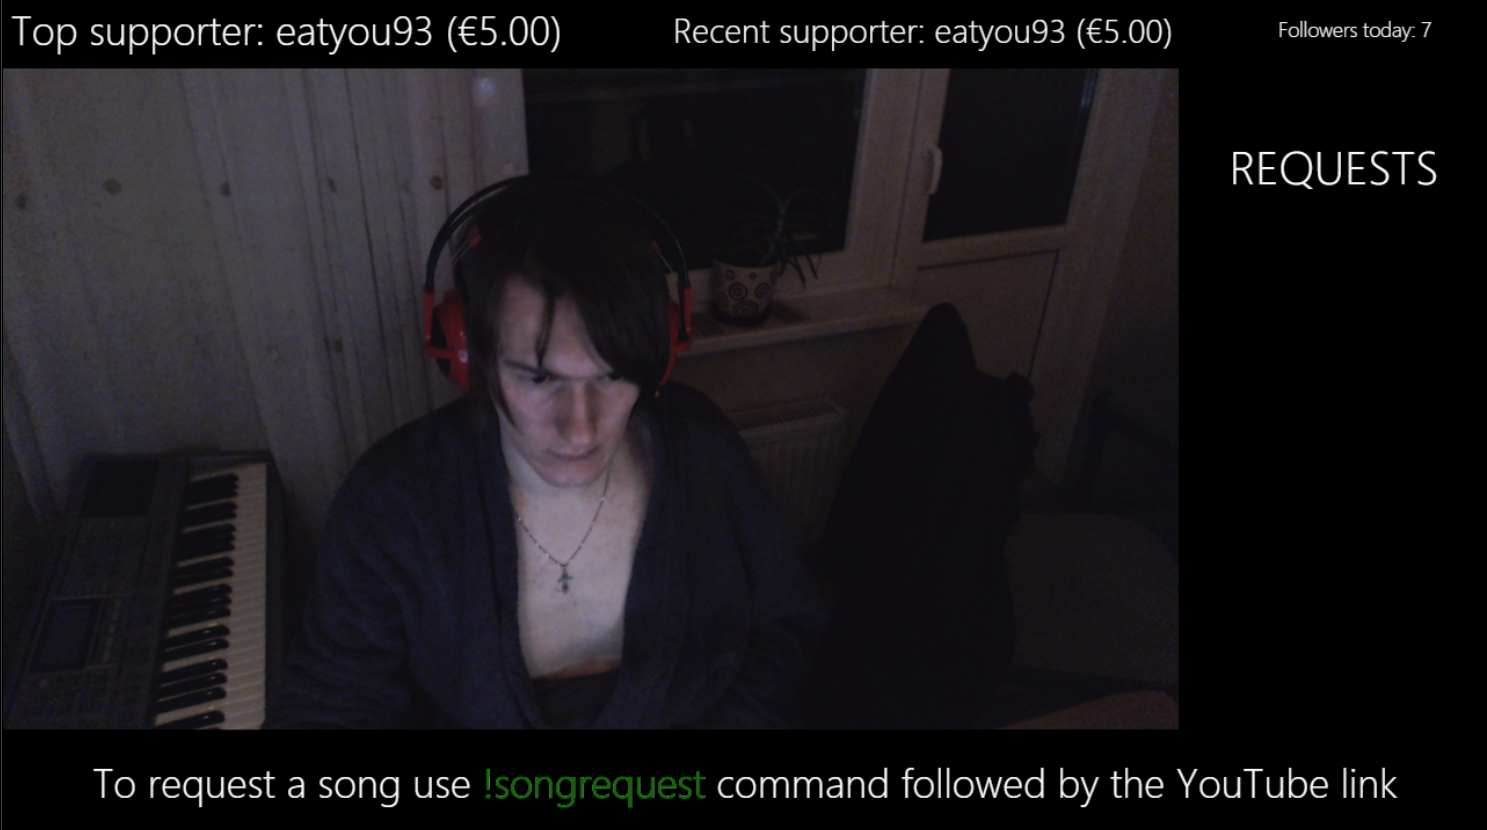 Top supporter: eatyou93 (€5.00)
Recent supporter: eatyou93 (€5.00)
Followers today: 7
REQUESTS
To request a song use !songrequest command followed by the YouTube link